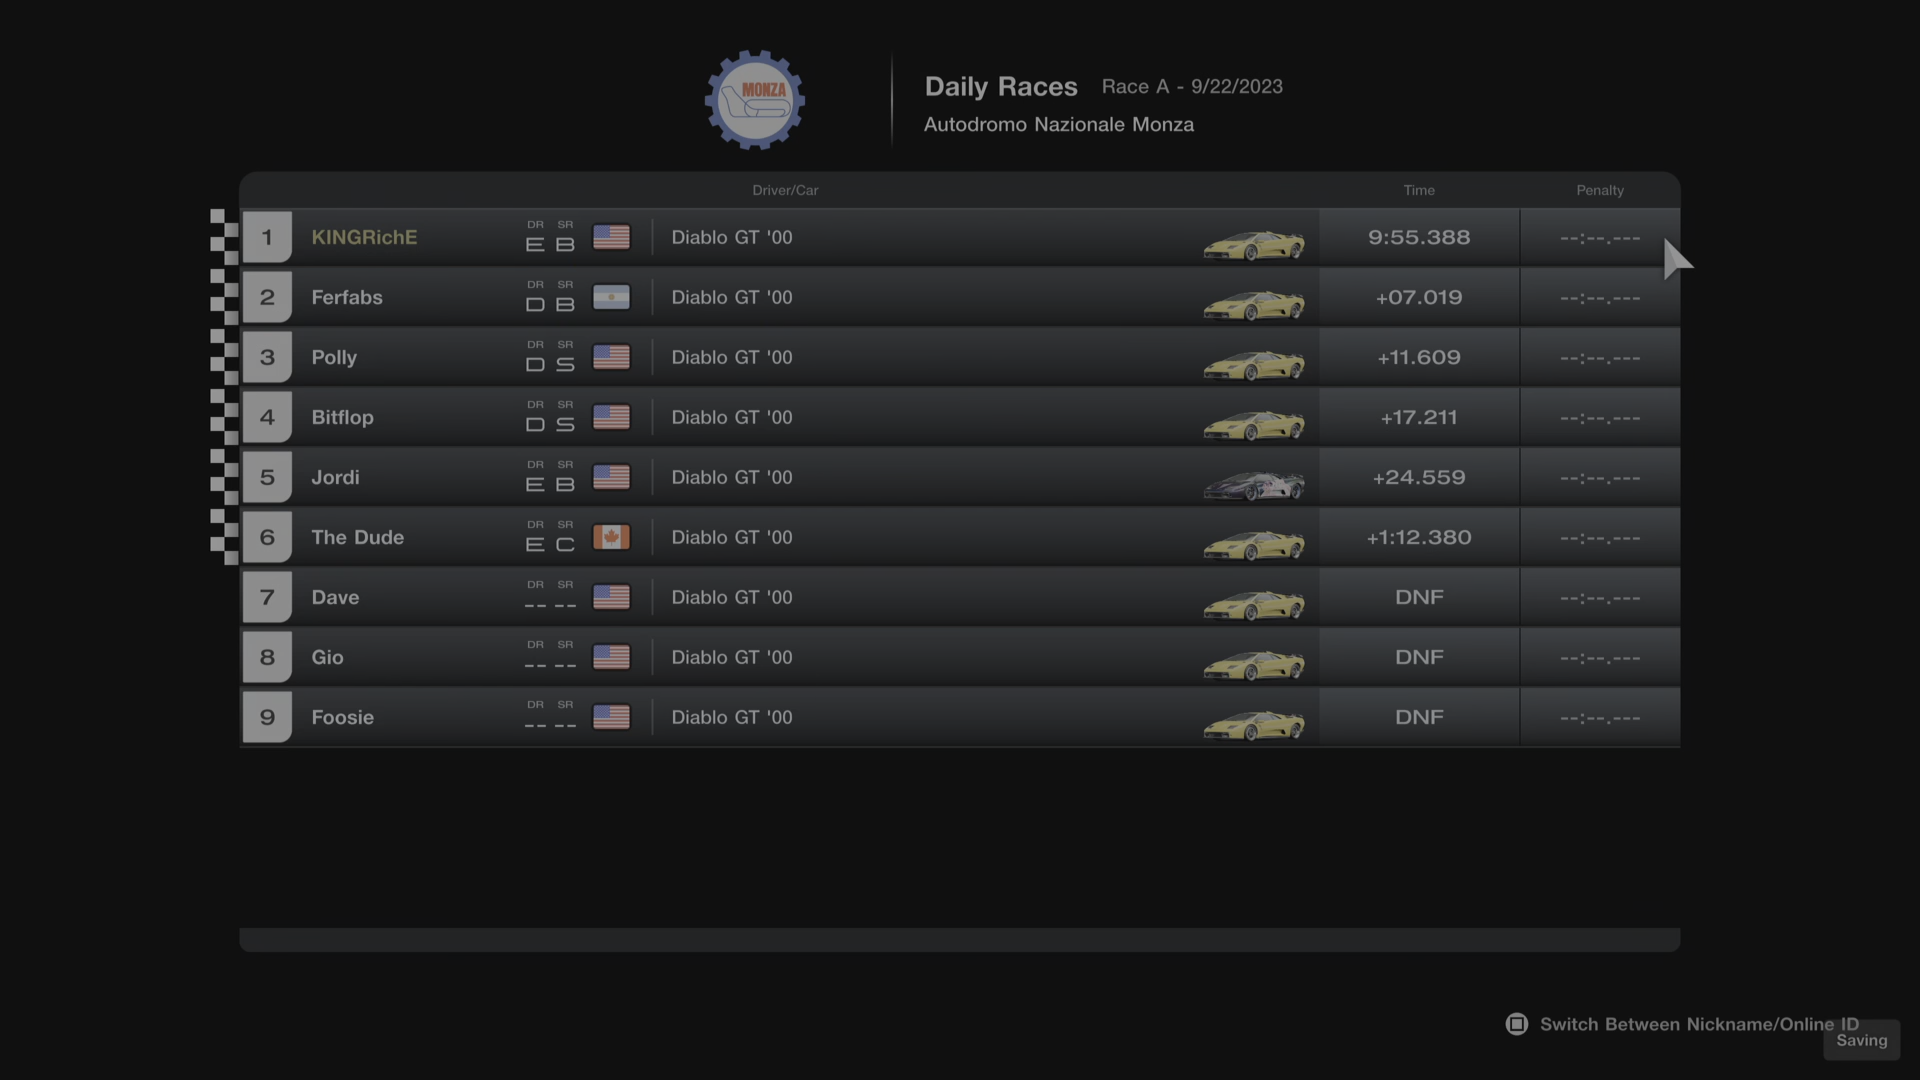 MONZA
Daily Races Race A - 9/22/2023
Autodromo Nazionale Monza
Driver/Car Time Penalty
1 KINGRichE DR SR E B Diablo GT '00 9:55.388 --:--.---
2 Ferfabs DR SR D B Diablo GT '00 +07.019 --:--.---
3 Polly DR SR D S Diablo GT '00 +11.609 --:--.---
4 Bitflop DR SR D S Diablo GT '00 +17.211 --:--.---
5 Jordi DR SR E B Diablo GT '00 +24.559 --:--.---
6 The Dude DR SR E C Diablo GT '00 +1:12.380 --:--.---
7 Dave DR SR -- -- Diablo GT '00 DNF --:--.---
8 Gio DR SR -- -- Diablo GT '00 DNF --:--.---
9 Foosie DR SR -- -- Diablo GT '00 DNF --:--.---
Switch Between Nickname/Online ID
Saving